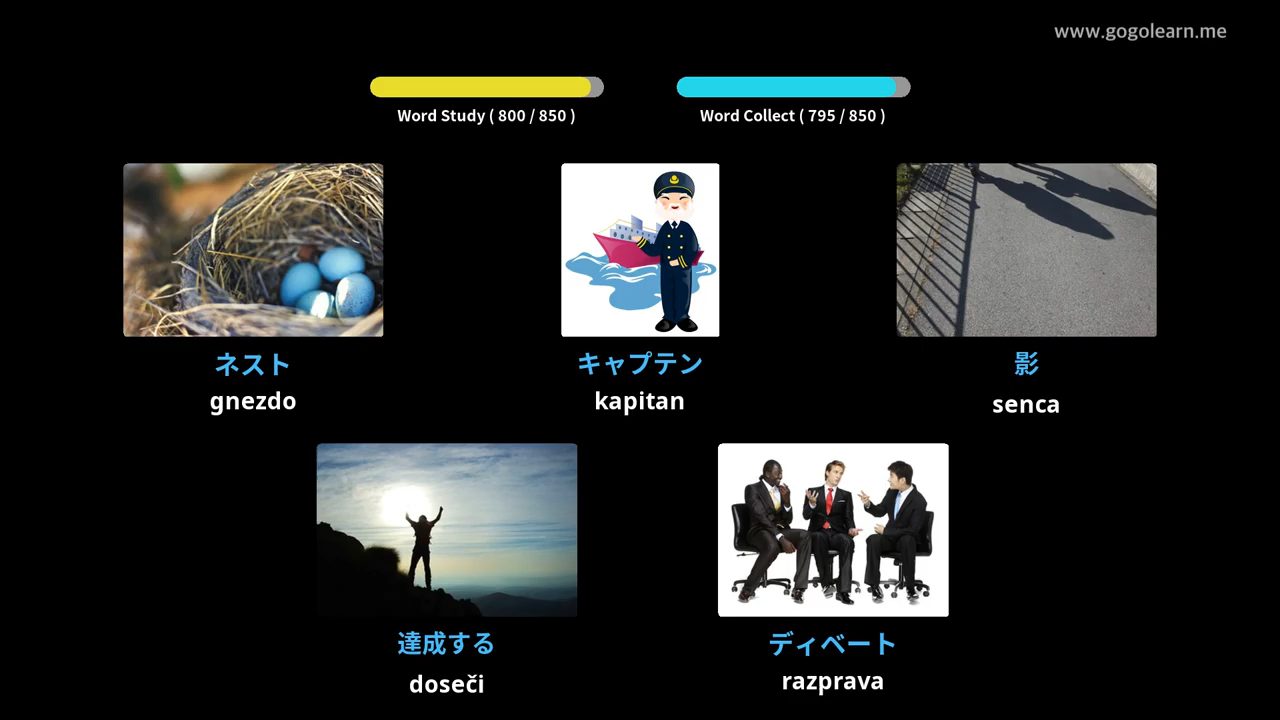 www.gogolearn.me
Word Study ( 800 / 850 )
Word Collect ( 795 / 850 )
ネスト
gnezdo
キャプテン
kapitan
影
senca
達成する
doseči
ディベート
razprava